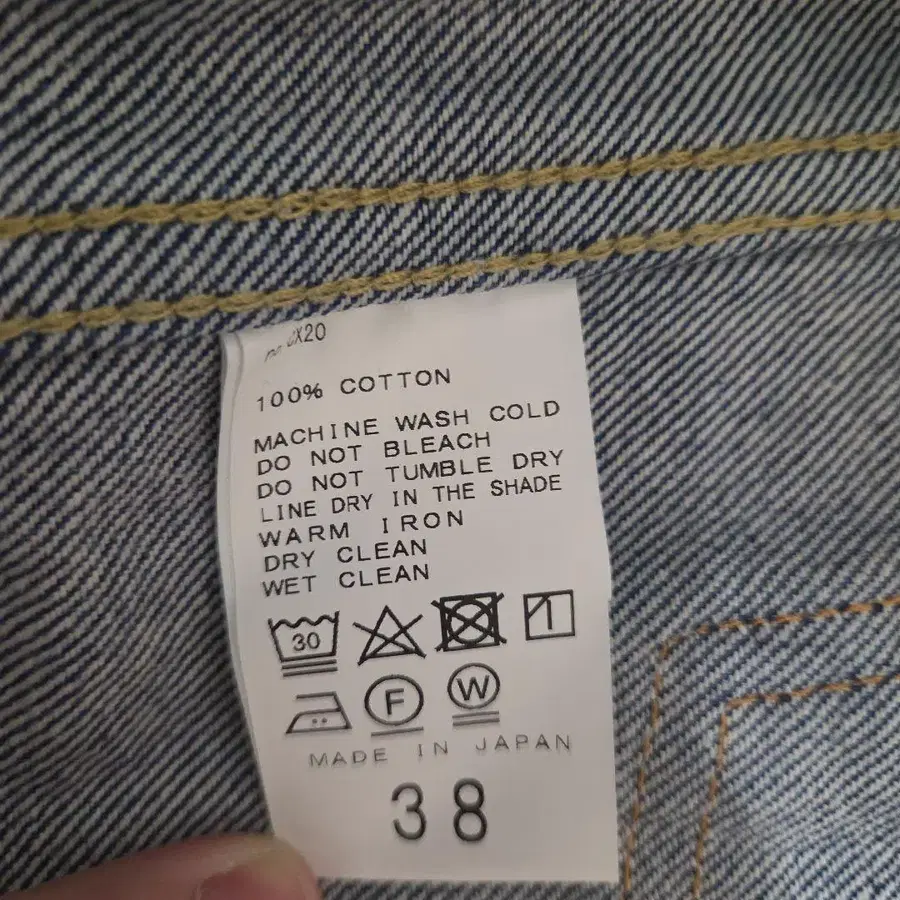 100% COTTON
MACHINE WASH COLD
DO NOT BLEACH
DO NOT TUMBLE DRY
LINE DRY IN THE SHADE
WARM IRON
DRY CLEAN
WET CLEAN
30
F W
MADE IN JAPAN
38